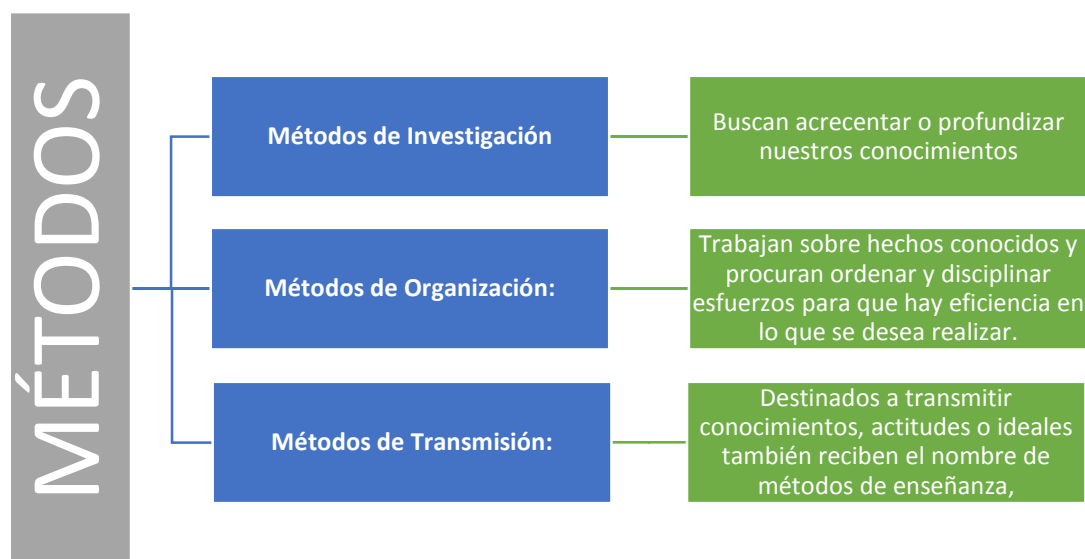 MÉTODOS
Métodos de Investigación
Buscan acrecentar o profundizar
nuestros conocimientos
Métodos de Organización:
Trabajan sobre hechos conocidos y
procuran ordenar y disciplinar
esfuerzos para que hay eficiencia en
lo que se desea realizar.
Métodos de Transmisión:
Destinados a transmitir
conocimientos, actitudes o ideales
también reciben el nombre de
métodos de enseñanza,